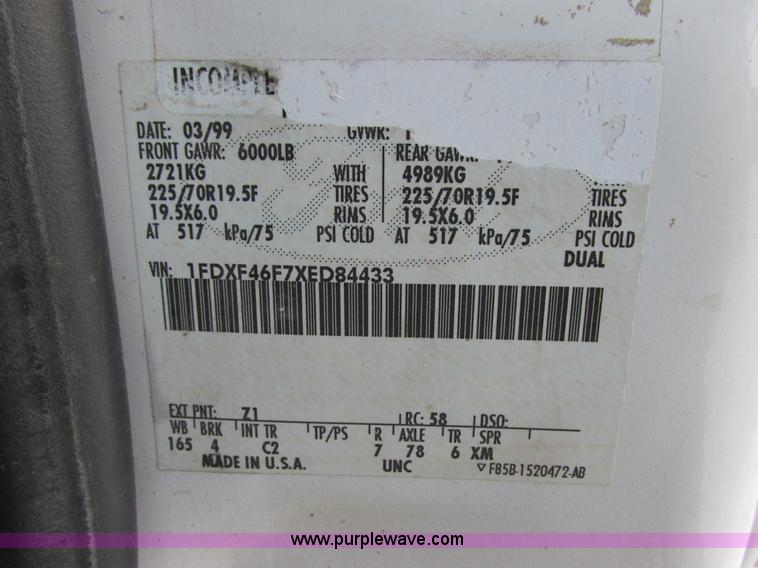 INCOMPLE
DATE: 03/99 GVWR: 1
FRONT GAWR: 6000LB REAR GAWR:
2721KG WITH 4989KG
225/70R19.5F TIRES 225/70R19.5F TIRES
19.5X6.0 RIMS 19.5X6.0 RIMS
AT 517 kPa/75 PSI COLD AT 517 kPa/75 PSI COLD
DUAL
VIN: 1FDXF46F7XED84433
EXT PNT: Z1 RC: 58 DSO:
WB BRK INT TR TP/PS R AXLE TR SPR
165 4 C2 7 78 6 XM
MADE IN U.S.A. UNC F85B-1520472-AB
www.purplewave.com